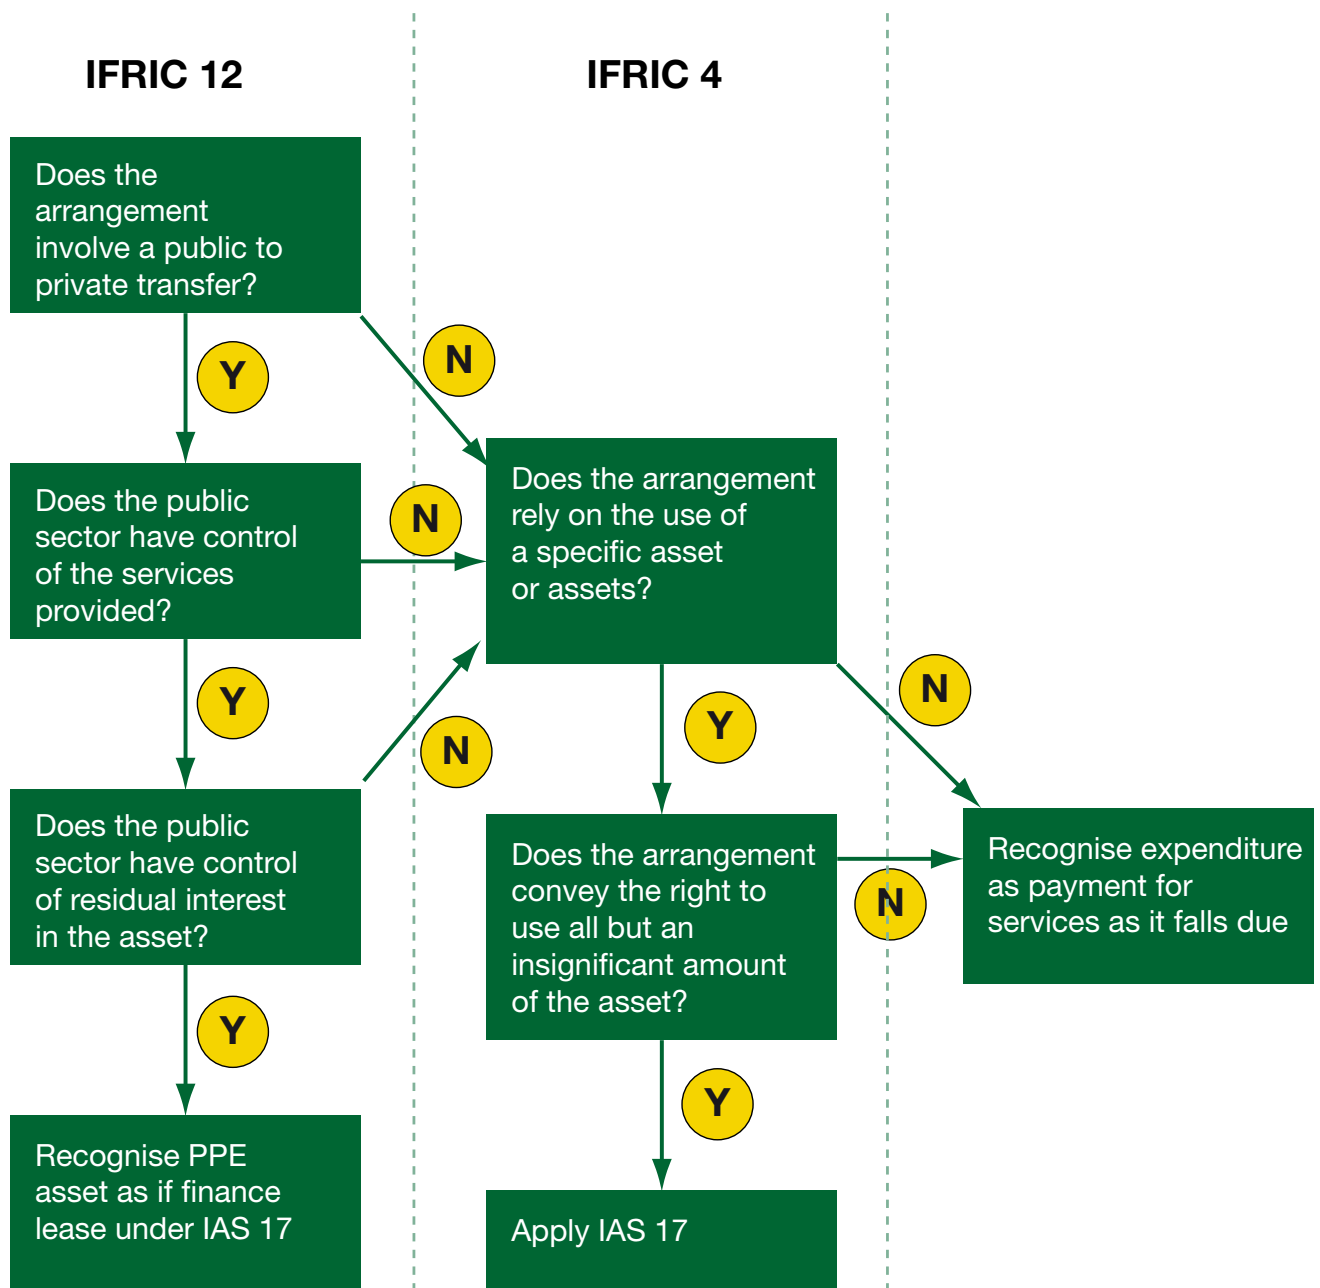 IFRIC 12
IFRIC 4
Does the
arrangement
involve a public to
private transfer?
Y
N
Does the public
sector have control
of the services
provided?
N
Does the arrangement
rely on the use of
a specific asset
or assets?
Y
N
Y
N
Does the public
sector have control
of residual interest
in the asset?
Does the arrangement
convey the right to
use all but an
insignificant amount
of the asset?
N
Recognise expenditure
as payment for
services as it falls due
Y
Y
Recognise PPE
asset as if finance
lease under IAS 17
Apply IAS 17